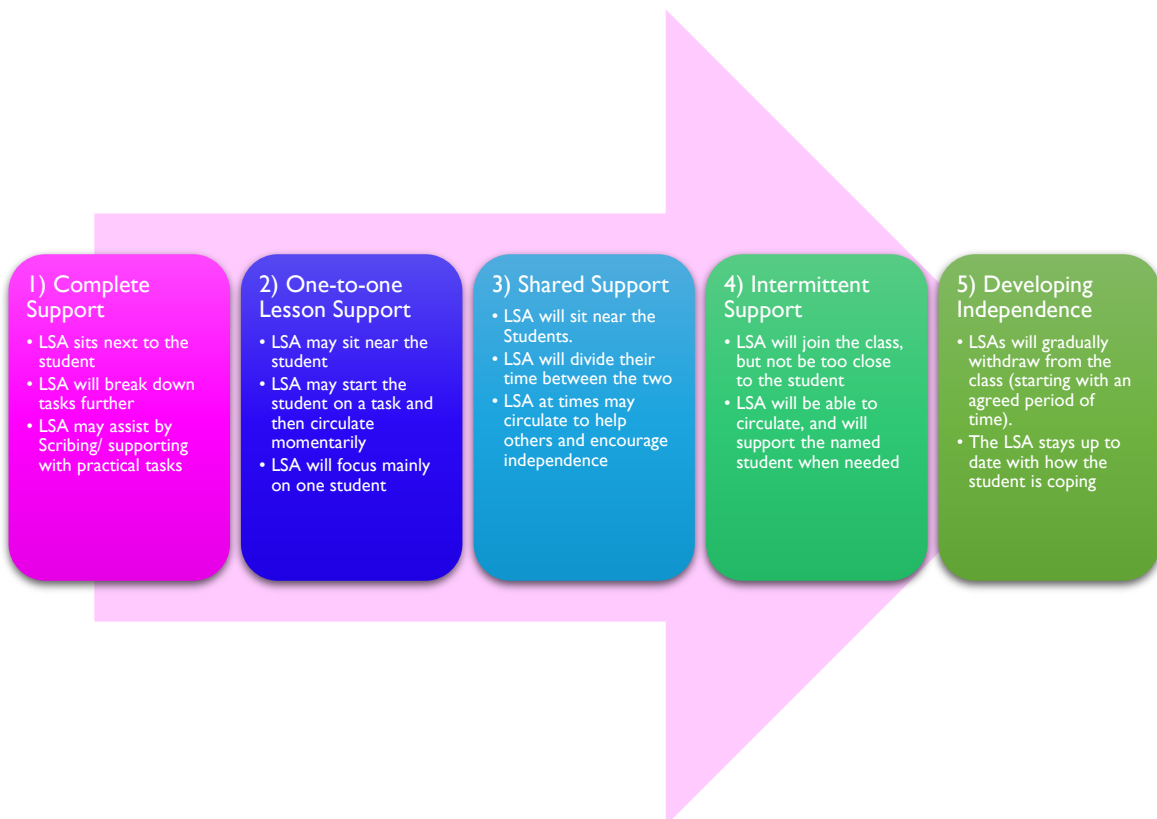 1) Complete
Support
• LSA sits next to the
student
• LSA will break down
tasks further
• LSA may assist by
Scribing/ supporting
with practical tasks
2) One-to-one
Lesson Support
• LSA may sit near the
student
• LSA may start the
student on a task and
then circulate
momentarily
• LSA will focus mainly
on one student
3) Shared Support
• LSA will sit near the
Students.
• LSA will divide their
time between the two
• LSA at times may
circulate to help
others and encourage
independence
4) Intermittent
Support
• LSA will join the class,
but not be too close
to the student
• LSA will be able to
circulate, and will
support the named
student when needed
5) Developing
Independence
• LSAs will gradually
withdraw from the
class (starting with an
agreed period of
time).
• The LSA stays up to
date with how the
student is coping